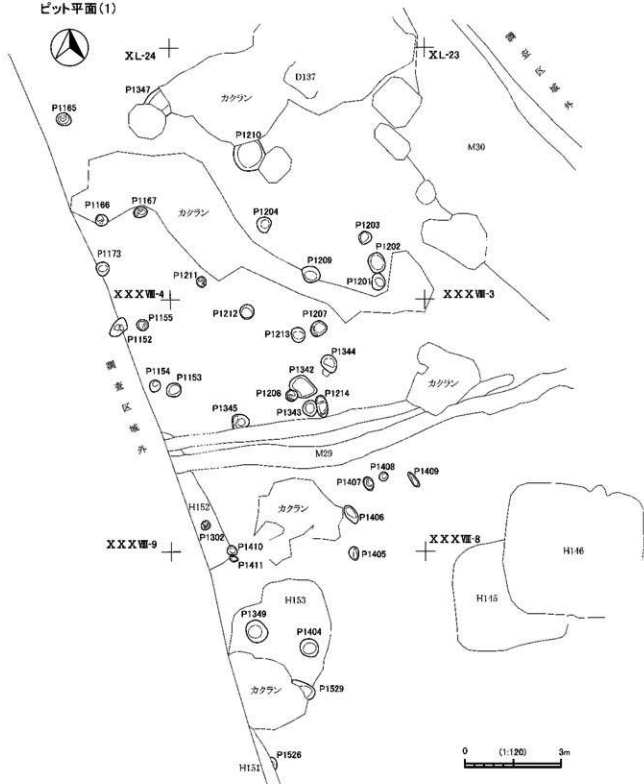 ピット平面(1)
XL-24
XL-23
D137
調査区域外
P1347
カクラン
P1165
P1210
M30
P1166
P1167
カクラン
P1204
P1203
P1202
P1173
P1209
P1211
P1201
XXXVIII-4
XXXVIII-3
P1212
P1207
P1155
P1213
P1152
P1344
P1154
P1153
P1342
カクラン
P1208
P1214
P1343
P1345
調査区域外
M29
P1408
P1409
P1407
H152
カクラン
P1406
P1302
XXXVIII-9
P1410
P1405
XXXVIII-8
P1411
H146
H145
H153
P1349
P1404
カクラン
P1529
P1526
H151
0 (1:120) 3m